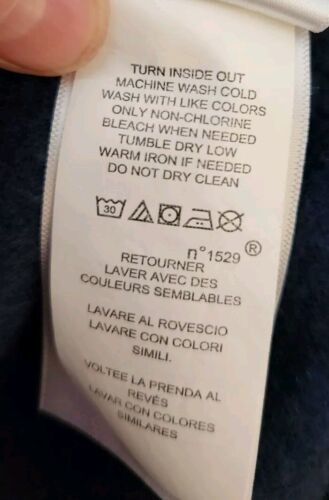 TURN INSIDE OUT
MACHINE WASH COLD
WASH WITH LIKE COLORS
ONLY NON-CHLORINE
BLEACH WHEN NEEDED
TUMBLE DRY LOW
WARM IRON IF NEEDED
DO NOT DRY CLEAN
30
n°1529®
RETOURNER
LAVER AVEC DES
COULEURS SEMBLABLES
LAVARE AL ROVESCIO
LAVARE CON COLORI
SIMILI.
VOLTEE LA PRENDA AL
REVÉS
LAVAR CON COLORES
SIMILARES